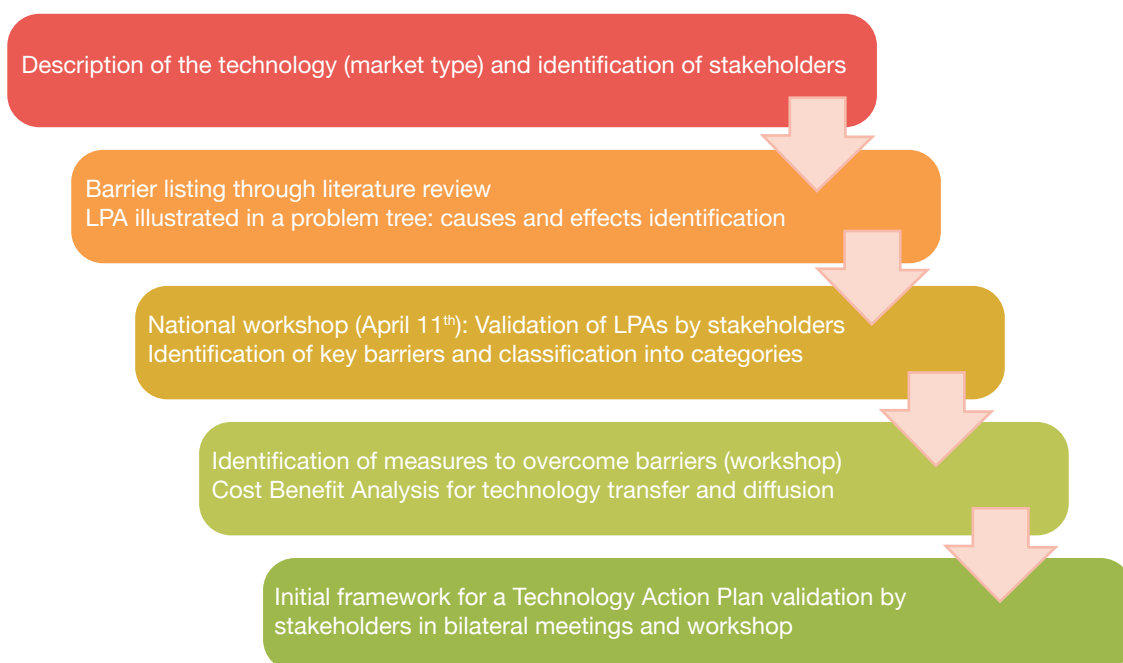 Description of the technology (market type) and identification of stakeholders
Barrier listing through literature review
LPA illustrated in a problem tree: causes and effects identification
National workshop (April 11th): Validation of LPAs by stakeholders
Identification of key barriers and classification into categories
Identification of measures to overcome barriers (workshop)
Cost Benefit Analysis for technology transfer and diffusion
Initial framework for a Technology Action Plan validation by
stakeholders in bilateral meetings and workshop